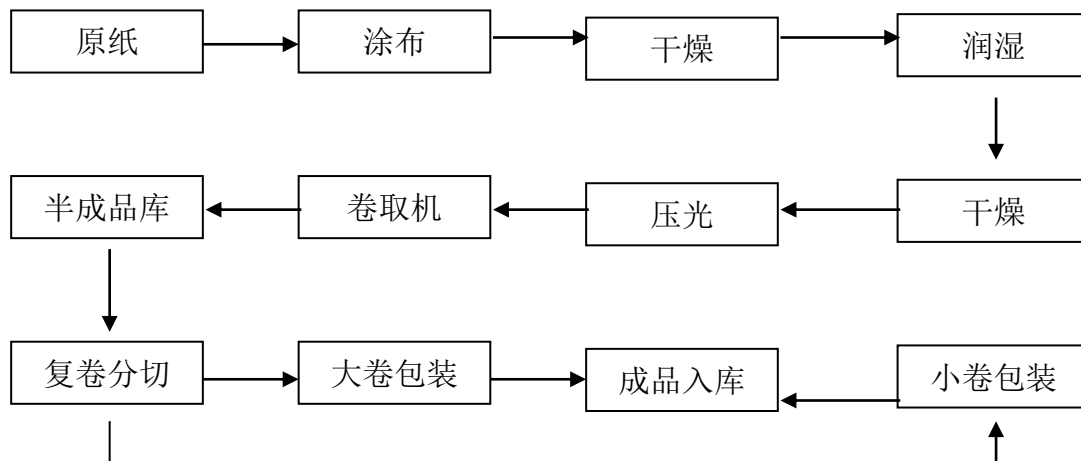 原纸
涂布
干燥
润湿
半成品库
卷取机
压光
干燥
复卷分切
大卷包装
成品入库
小卷包装